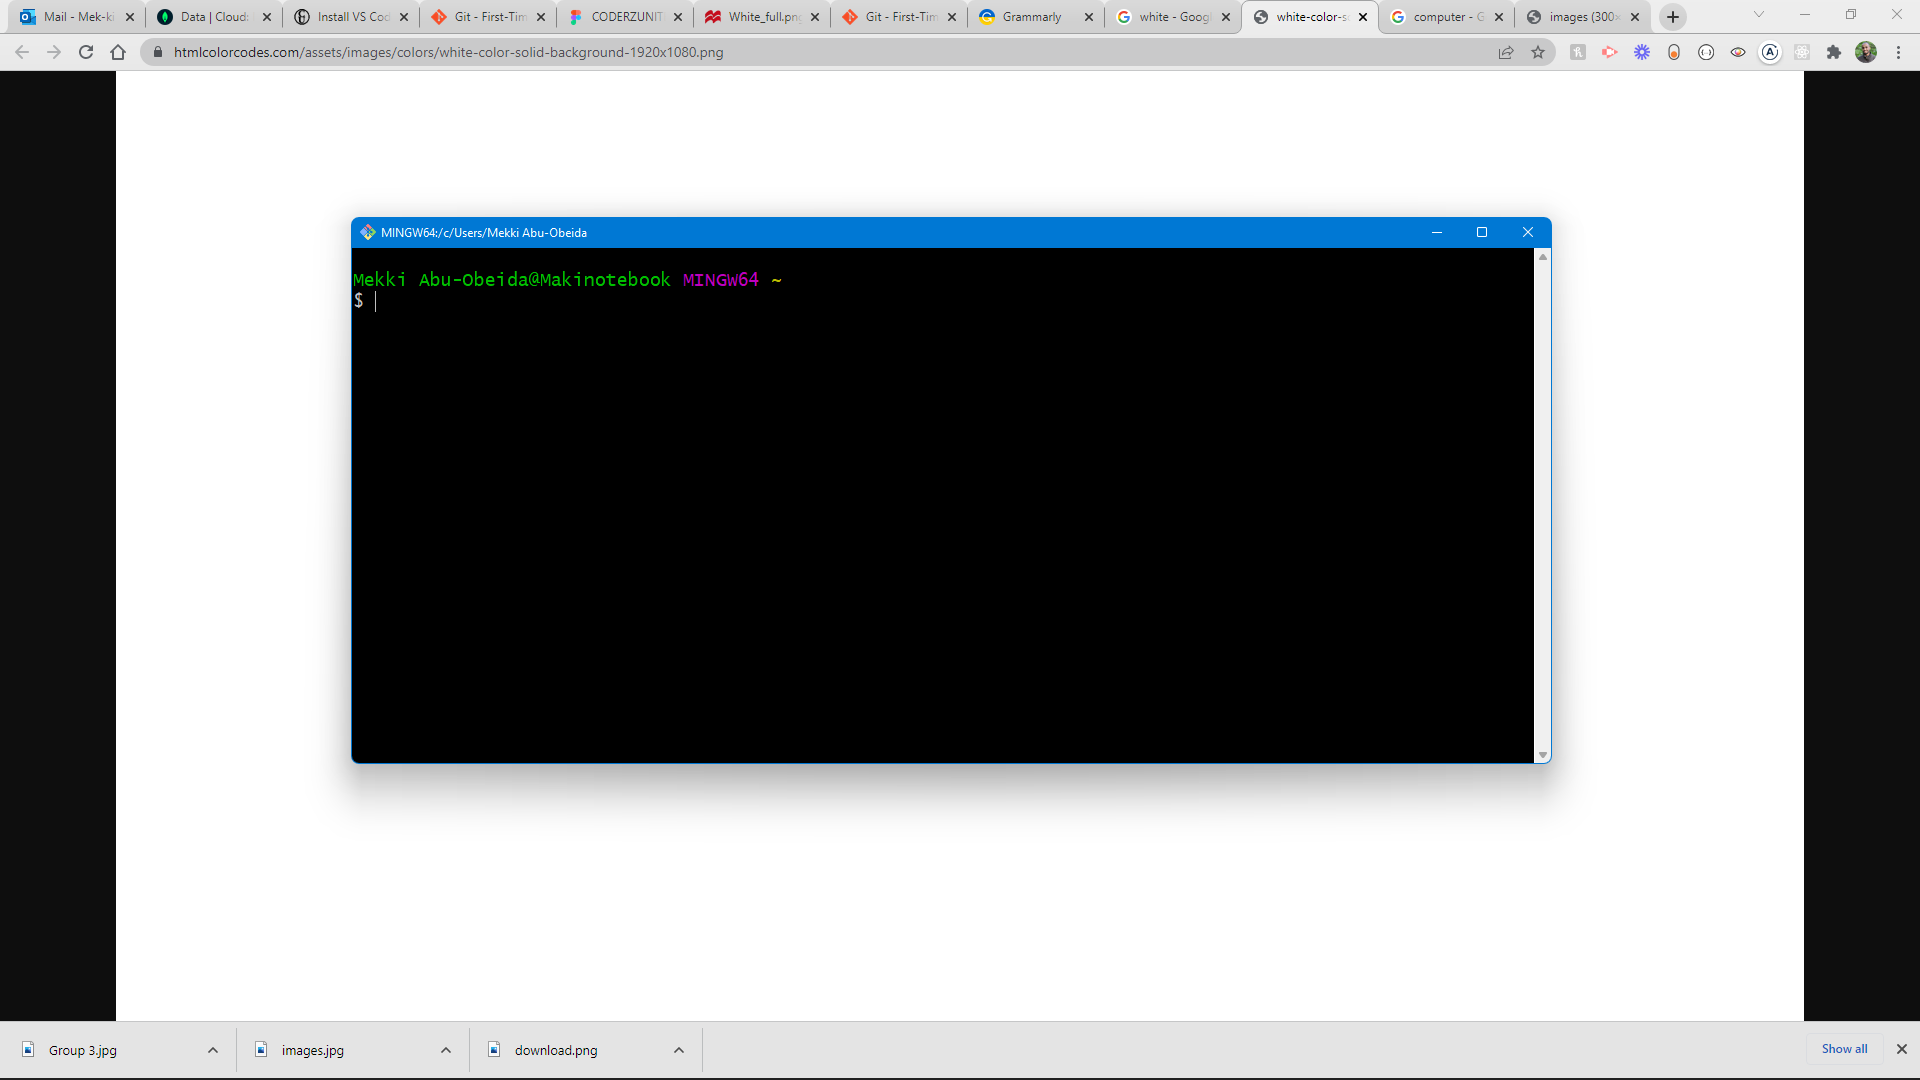 Mail - Mek-ki
Data | Cloud:
Install VS Cod
Git - First-Tim
CODERZUNIT
White_full.png
Git - First-Tim
Grammarly
white - Googl
white-color-s
computer - G
images (300×
htmlcolorcodes.com/assets/images/colors/white-color-solid-background-1920x1080.png
MINGW64:/c/Users/Mekki Abu-Obeida
Mekki Abu-Obeida@Makinotebook MINGW64 ~
$
Group 3.jpg
images.jpg
download.png
Show all